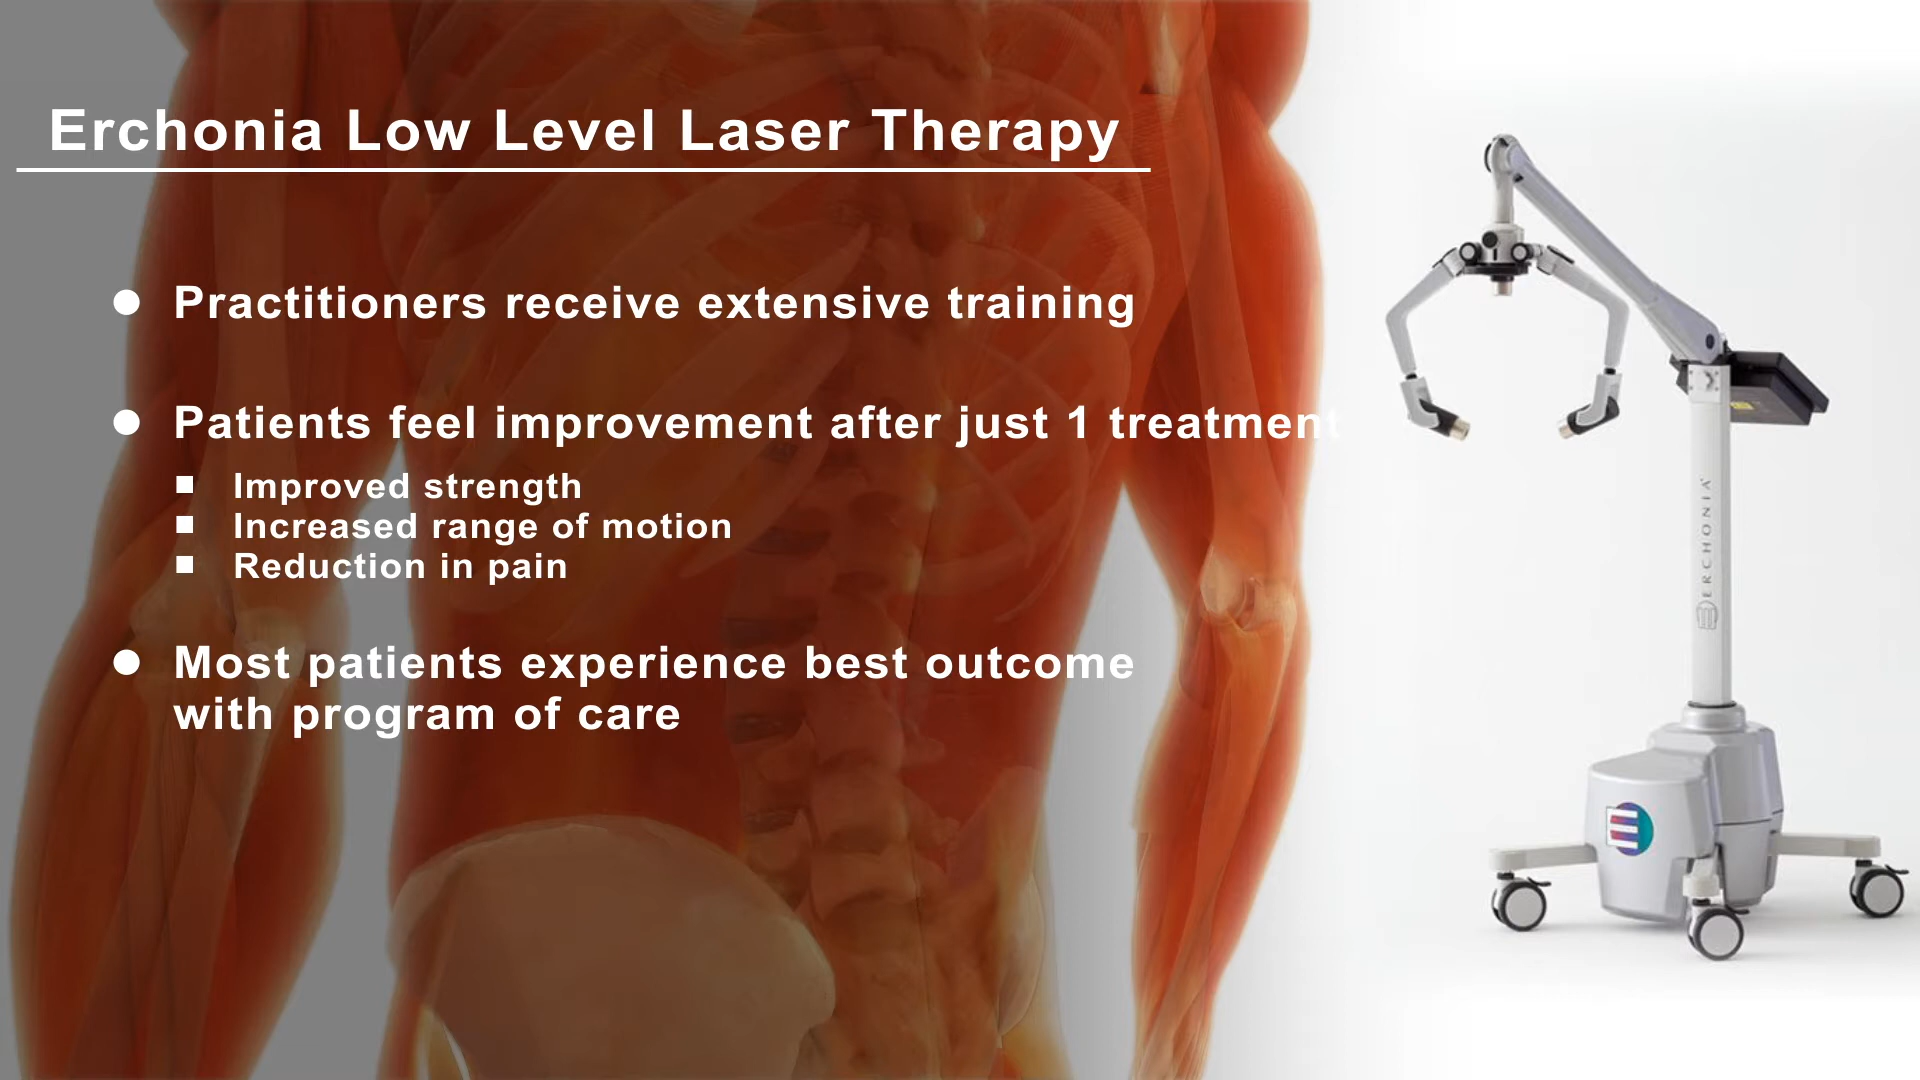 Erchonia Low Level Laser Therapy
Practitioners receive extensive training
Patients feel improvement after just 1 treatment
Improved strength
Increased range of motion
Reduction in pain
Most patients experience best outcome
with program of care
ERCHONIA